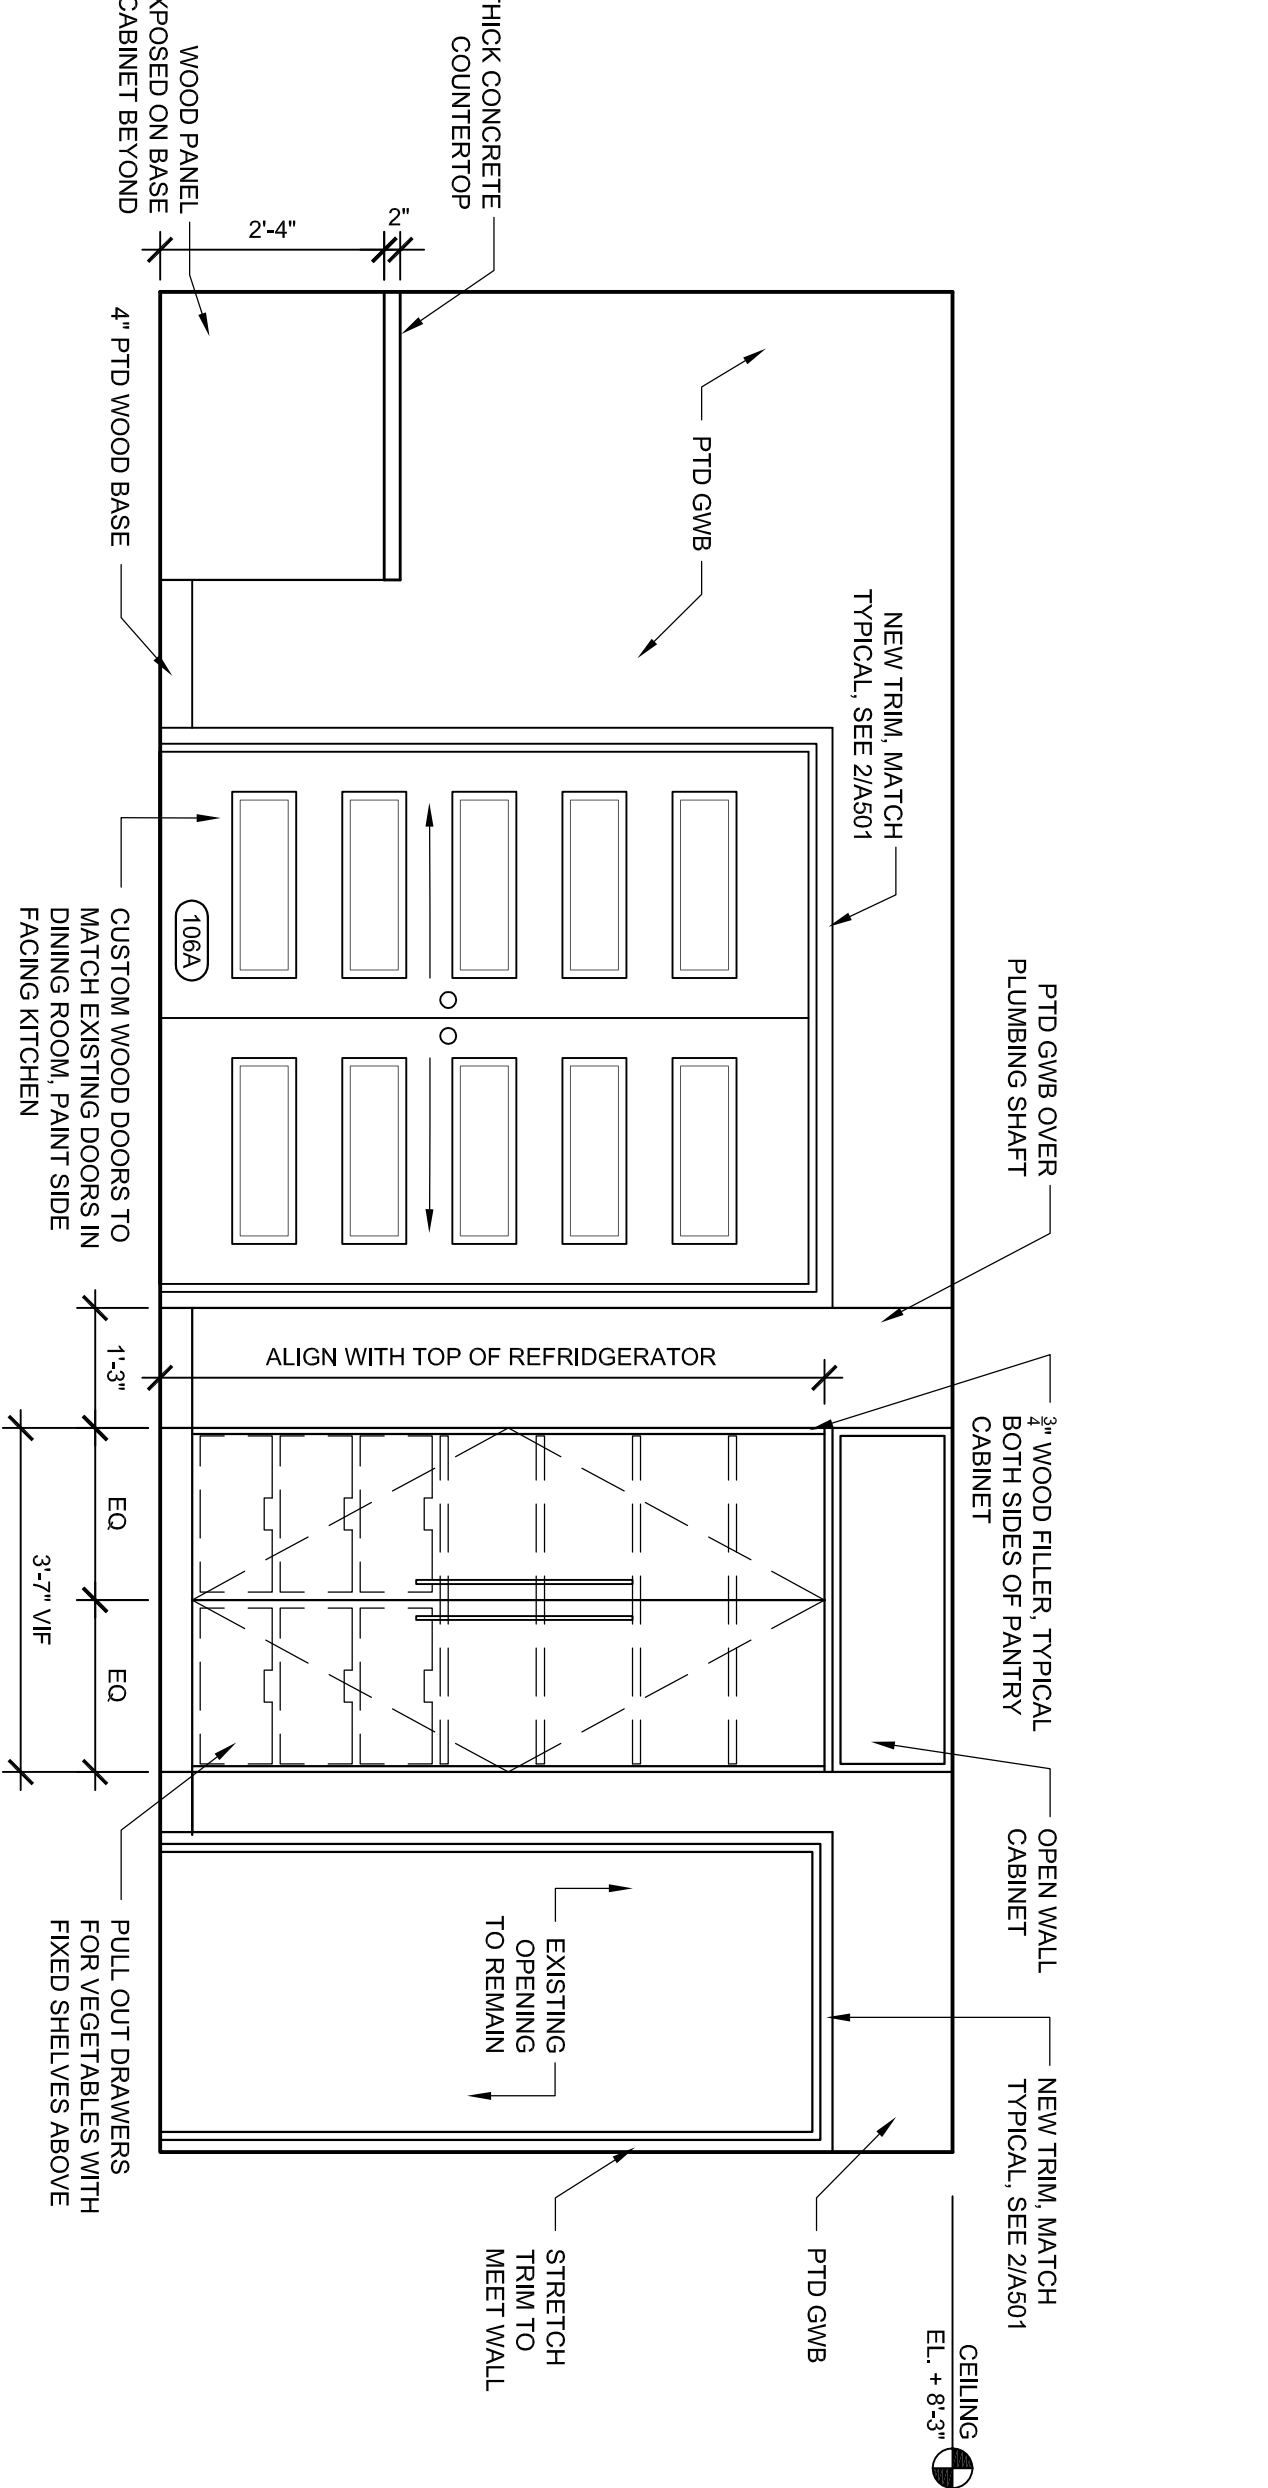 NEW TRIM, MATCH
TYPICAL, SEE 2/A501
PTD GWB OVER
PLUMBING SHAFT
3/4" WOOD FILLER, TYPICAL
BOTH SIDES OF PANTRY
CABINET
OPEN WALL
CABINET
NEW TRIM, MATCH
TYPICAL, SEE 2/A501
CEILING
EL. + 8'-3"
PTD GWB
PTD GWB
THICK CONCRETE
COUNTERTOP
2"
2'-4"
WOOD PANEL
XPOSED ON BASE
CABINET BEYOND
4" PTD WOOD BASE
106A
CUSTOM WOOD DOORS TO
MATCH EXISTING DOORS IN
DINING ROOM, PAINT SIDE
FACING KITCHEN
ALIGN WITH TOP OF REFRIDGERATOR
1'-3"
EQ
EQ
3'-7" VIF
EXISTING
OPENING
TO REMAIN
STRETCH
TRIM TO
MEET WALL
PULL OUT DRAWERS
FOR VEGETABLES WITH
FIXED SHELVES ABOVE